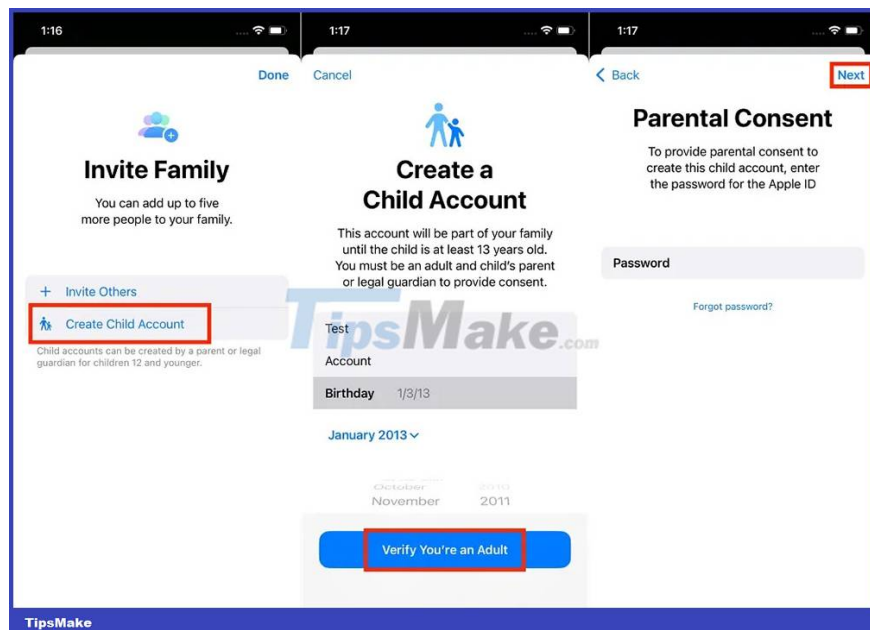 1:16
Done
Invite Family
You can add up to five
more people to your family.
+ Invite Others
Create Child Account
Child accounts can be created by a parent or legal
guardian for children 12 and younger.
1:17
Cancel
Create a
Child Account
This account will be part of your family
until the child is at least 13 years old.
You must be an adult and child's parent
or legal guardian to provide consent.
Test
Account
Birthday 1/3/13
January 2013
October 2010
November 2011
Verify You're an Adult
1:17
Back
Next
Parental Consent
To provide parental consent to
create this child account, enter
the password for the Apple ID
Password
Forgot password?
TipsMake.com
TipsMake